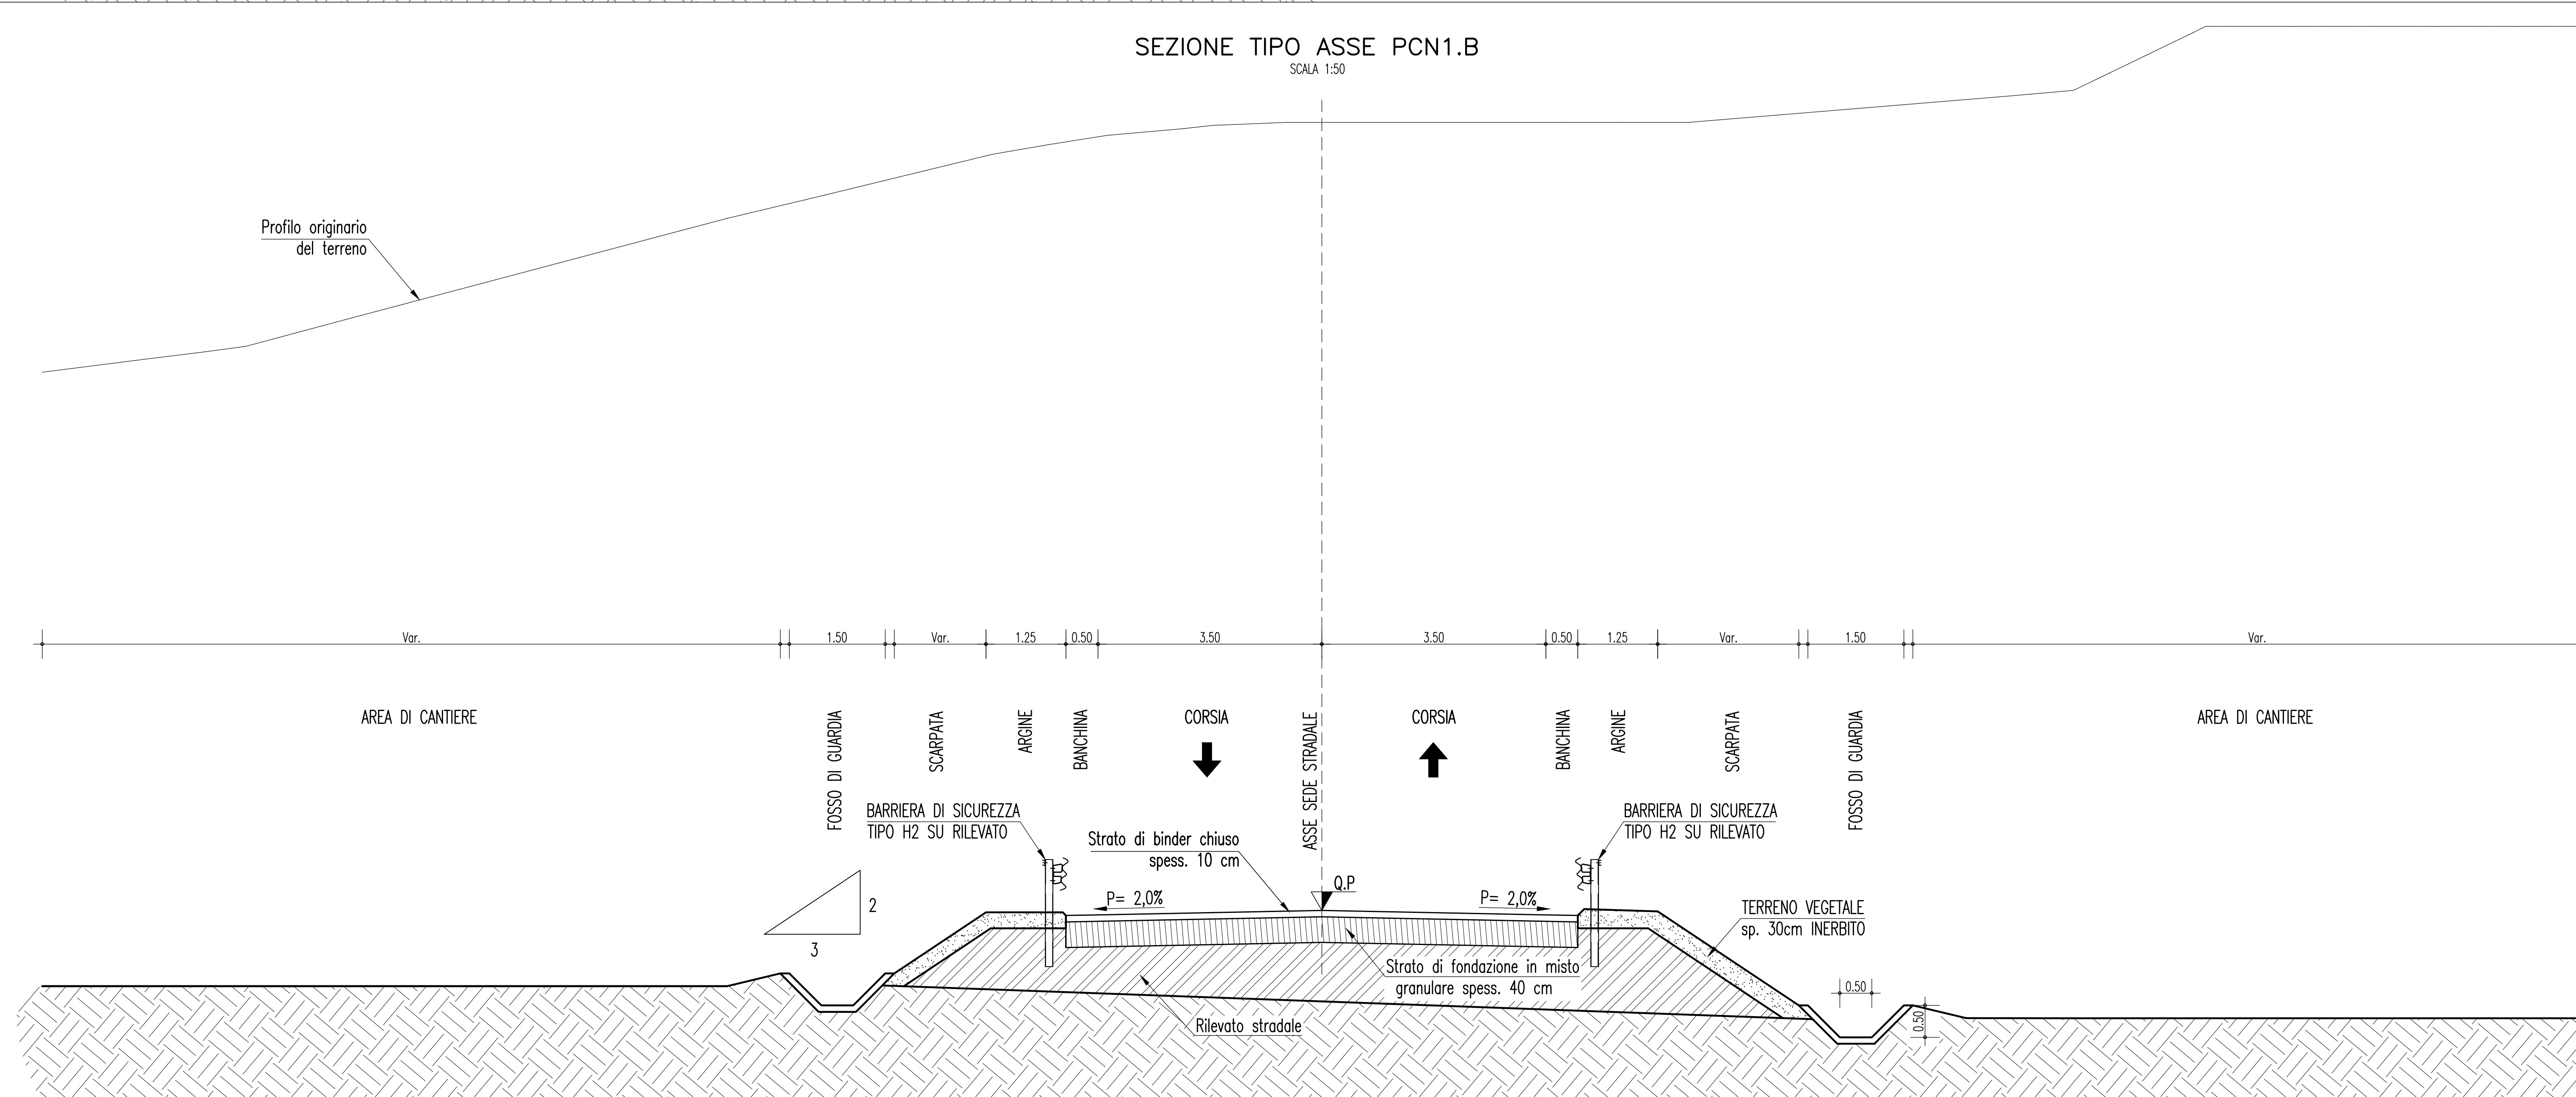 SEZIONE TIPO ASSE PCN1.B
SCALA 1:50
Profilo originario
del terreno
Var.
1.50
Var.
1.25
0.50
3.50
3.50
0.50
1.25
Var.
1.50
Var.
AREA DI CANTIERE
FOSSO DI GUARDIA
SCARPATA
ARGINE
BANCHINA
CORSIA
ASSE SEDE STRADALE
CORSIA
BANCHINA
ARGINE
SCARPATA
FOSSO DI GUARDIA
AREA DI CANTIERE
BARRIERA DI SICUREZZA
TIPO H2 SU RILEVATO
BARRIERA DI SICUREZZA
TIPO H2 SU RILEVATO
Strato di binder chiuso
spess. 10 cm
Q.P
P= 2,0%
P= 2,0%
2
3
TERRENO VEGETALE
sp. 30cm INERBITO
Strato di fondazione in misto
granulare spess. 40 cm
0.50
0.50
Rilevato stradale